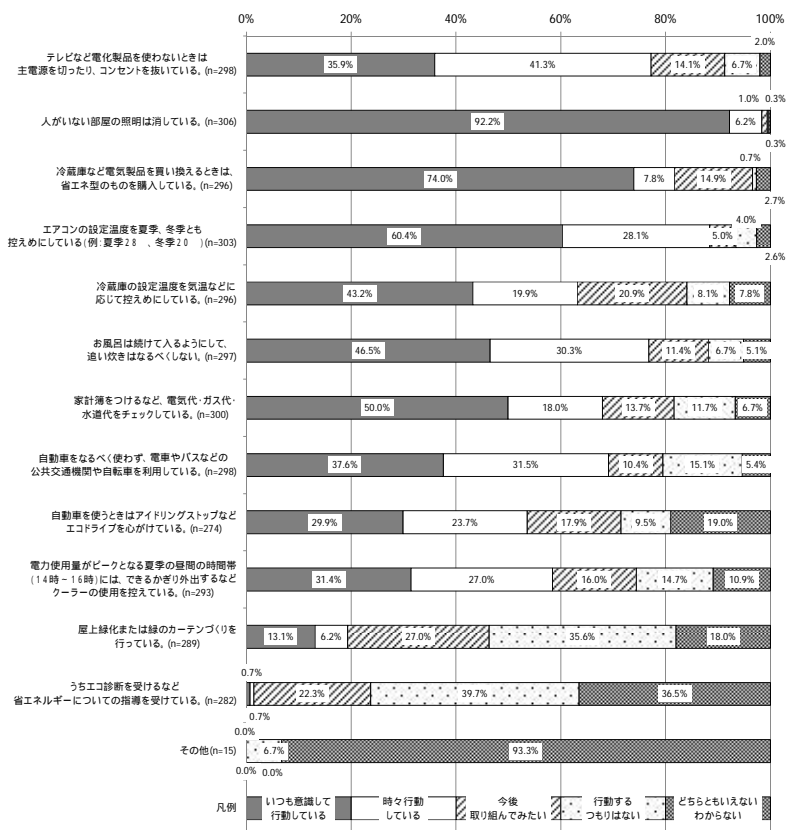 0% 20% 40% 60% 80% 100%
2.0%
テレビなど電化製品を使わないときは
主電源を切ったり、コンセントを抜いている。(n=298)
35.9% 41.3% 14.1% 6.7%
1.0% 0.3%
人がいない部屋の照明は消している。(n=306)
92.2% 6.2%
0.3%
0.7%
冷蔵庫など電気製品を買い換えるときは、
省エネ型のものを購入している。(n=296)
74.0% 7.8% 14.9%
2.7%
4.0%
エアコンの設定温度を夏季、冬季とも
控えめにしている(例:夏季28 、冬季20 )(n=303)
60.4% 28.1% 5.0%
2.6%
冷蔵庫の設定温度を気温などに
応じて控えめにしている。(n=296)
43.2% 19.9% 20.9% 8.1% 7.8%
お風呂は続けて入るようにして、
追い炊きはなるべくしない。(n=297)
46.5% 30.3% 11.4% 6.7% 5.1%
家計簿をつけるなど、電気代・ガス代・
水道代をチェックしている。(n=300)
50.0% 18.0% 13.7% 11.7% 6.7%
自動車をなるべく使わず、電車やバスなどの
公共交通機関や自転車を利用している。(n=298)
37.6% 31.5% 10.4% 15.1% 5.4%
自動車を使うときはアイドリングストップなど
エコドライブを心がけている。(n=274)
29.9% 23.7% 17.9% 9.5% 19.0%
電力使用量がピークとなる夏季の昼間の時間帯
(14時～16時)には、できるかぎり外出するなど
クーラーの使用を控えている。(n=293)
31.4% 27.0% 16.0% 14.7% 10.9%
屋上緑化または緑のカーテンづくりを
行っている。(n=289)
13.1% 6.2% 27.0% 35.6% 18.0%
0.7%
うちエコ診断を受けるなど
省エネルギーについての指導を受けている。(n=282)
22.3% 39.7% 36.5%
0.7%
0.0%
その他(n=15)
6.7% 93.3%
0.0% 0.0%
凡例
いつも意識して
行動している
時々行動
している
今後
取り組んでみたい
行動する
つもりはない
どちらともいえない
わからない